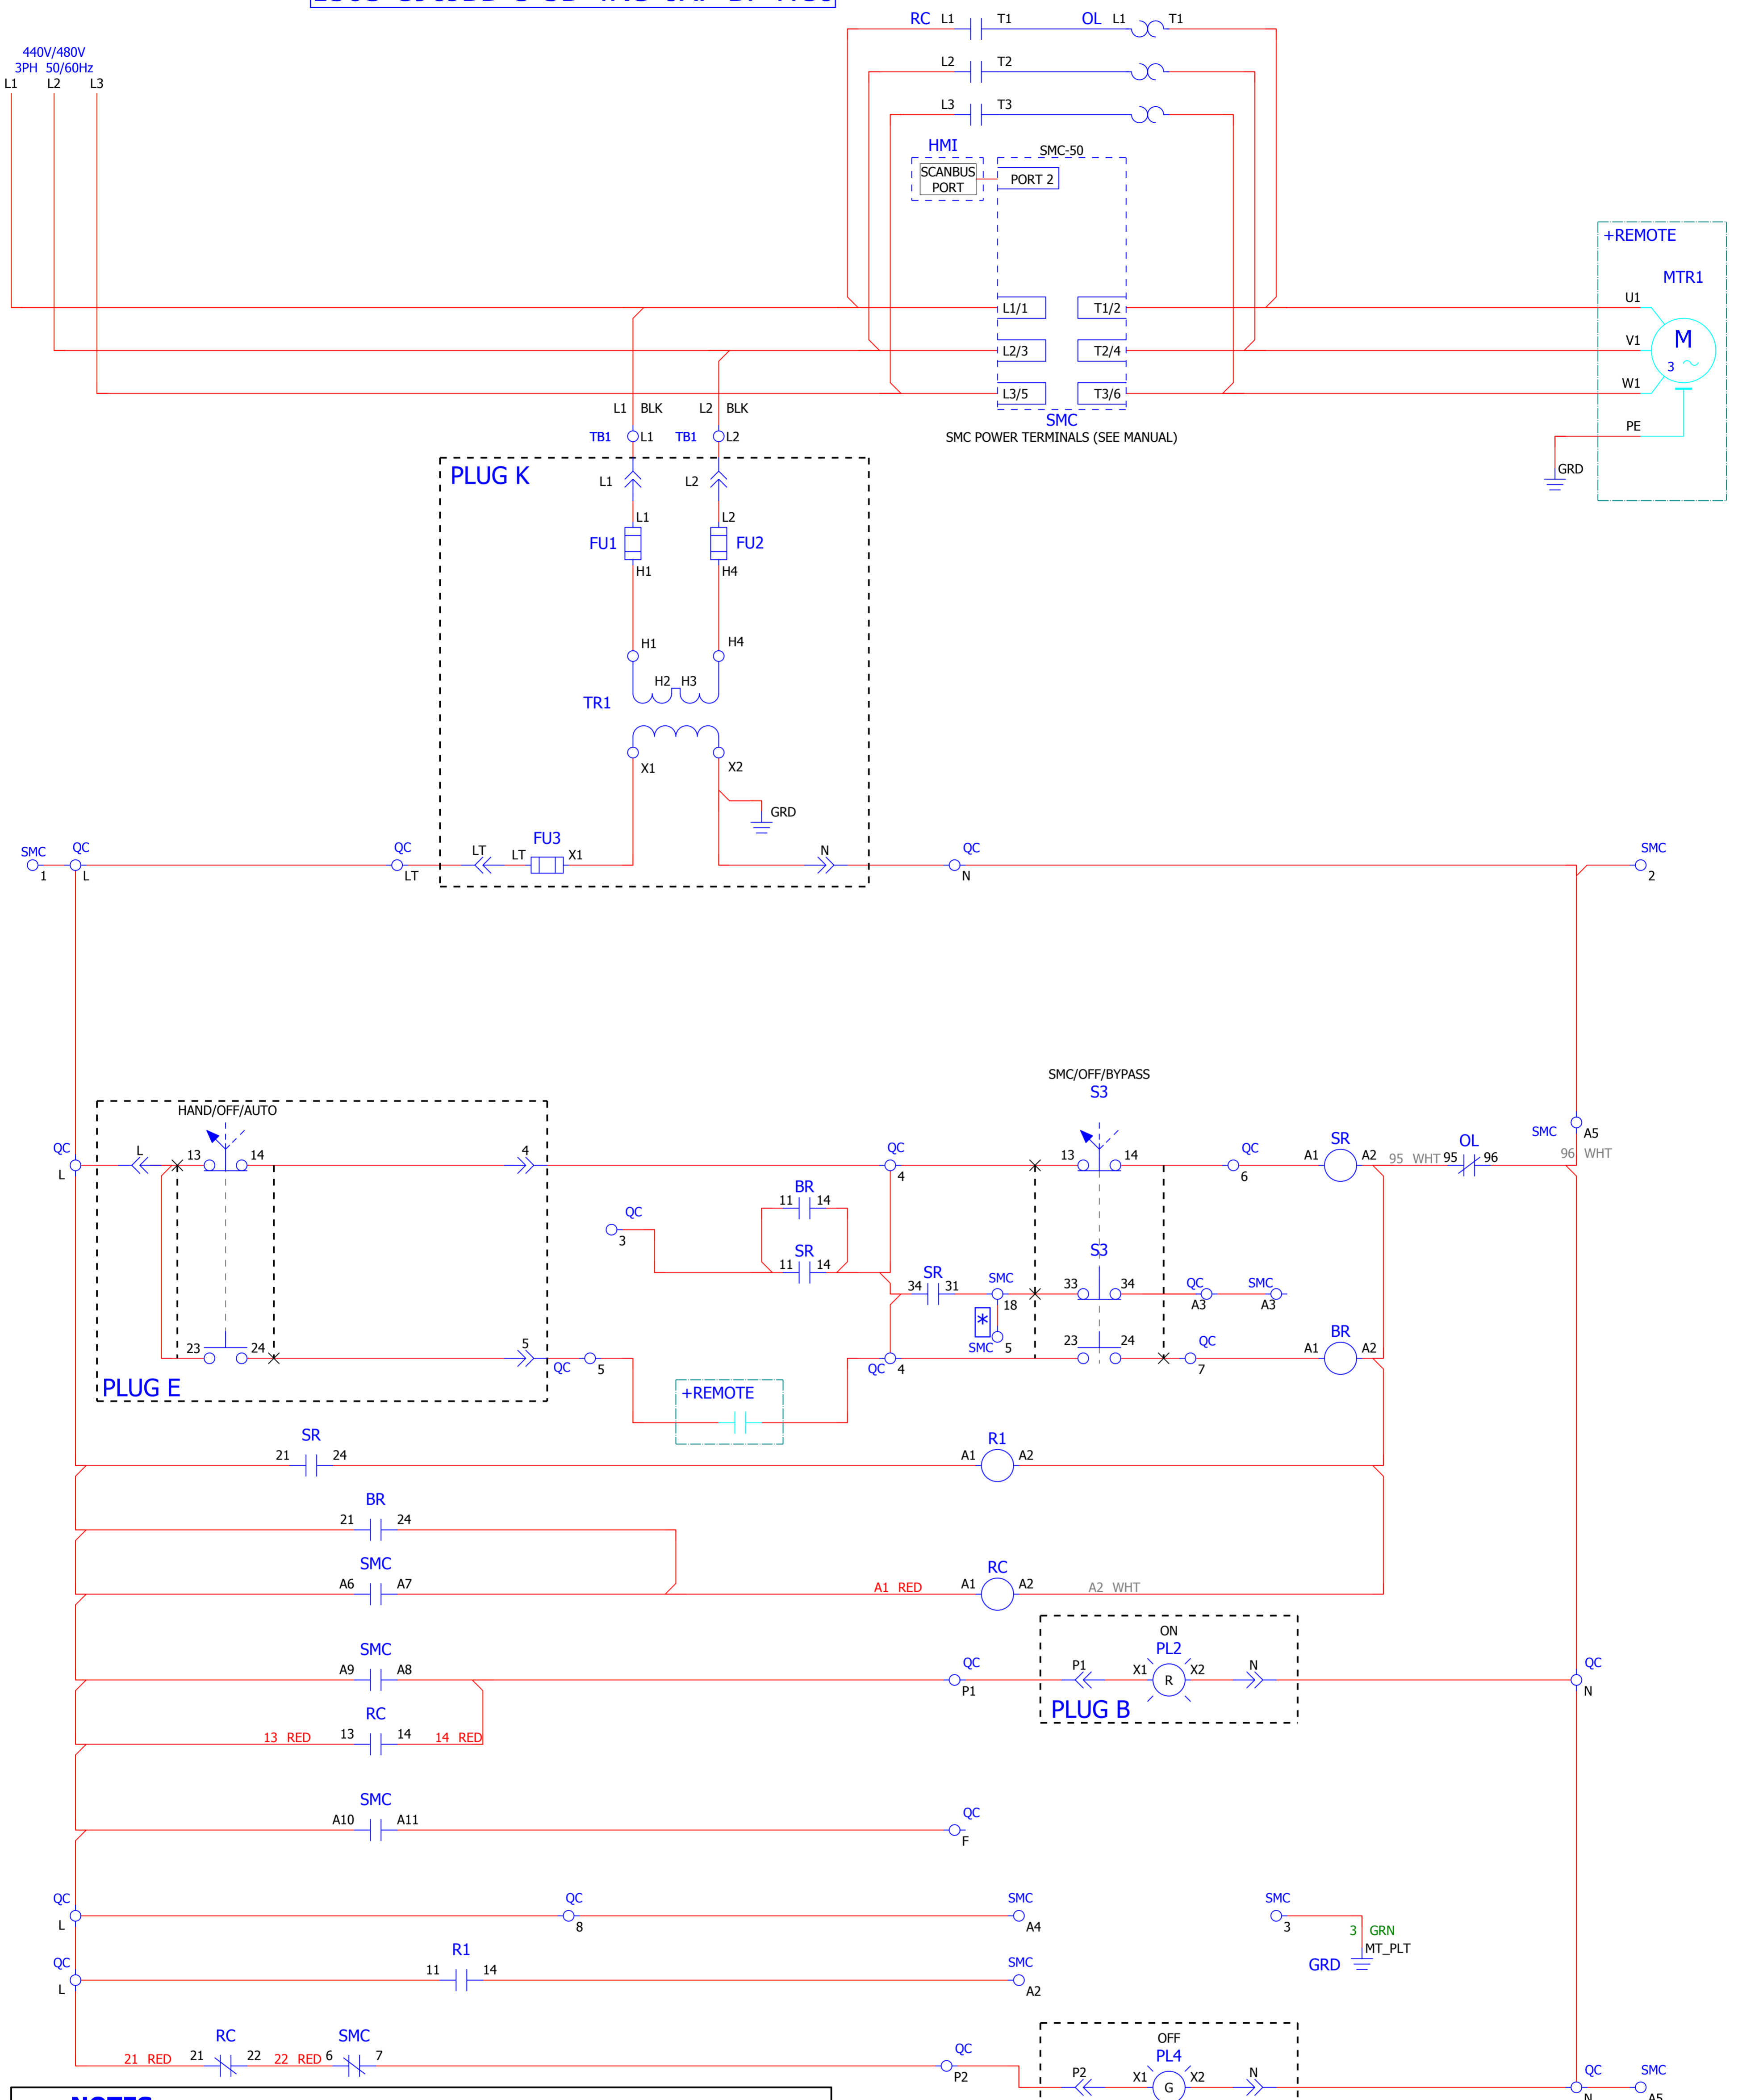 RC L1 T1 OL L1 T1
440V/480V
3PH 50/60Hz
L1 L2 L3
L2 T2
L3 T3
HMI
SMC-50
SCANBUS
PORT
PORT 2
+REMOTE
MTR1
L1/1 T1/2 U1
L2/3 T2/4 V1
M
3
L3/5 T3/6 W1
L1 BLK L2 BLK
SMC
SMC POWER TERMINALS (SEE MANUAL)
PE
GRD
TB1 L1 TB1 L2
PLUG K
L1 L2
L1 L2
FU1 FU2
H1 H4
H1 H4
H2 H3
TR1
X1 X2
GRD
SMC QC QC FU3 QC SMC
LT LT X1 N
1 L LT N 2
SMC/OFF/BYPASS
S3
HAND/OFF/AUTO
SMC A5
QC L 13 14 4 QC 13 14 QC A1 SR A2 95 WHT 95 OL 96 96 WHT
L 4 6
BR
11 14
QC
3
SR
11 14
S3
SR
34 31 SMC 33 34 QC SMC
18 A3 A3
*
SMC 5
23 24 5 23 24 QC A1 BR A2
QC 5 QC 4 7
PLUG E
+REMOTE
SR R1
21 24 A1 A2
BR
21 24
SMC RC
A6 A7 A1 RED A1 A2 A2 WHT
ON
SMC PL2
A9 A8 QC P1 X1 R X2 N QC
P1 N
PLUG B
RC
13 RED 13 14 14 RED
SMC
A10 A11 QC
F
QC QC SMC SMC
L 8 A4 3
3 GRN
MT_PLT
GRD
QC R1 SMC
L 11 14 A2
OFF
RC SMC PL4
21 RED 21 22 22 RED 6 7 QC P2 X1 G X2 N QC SMC
P2